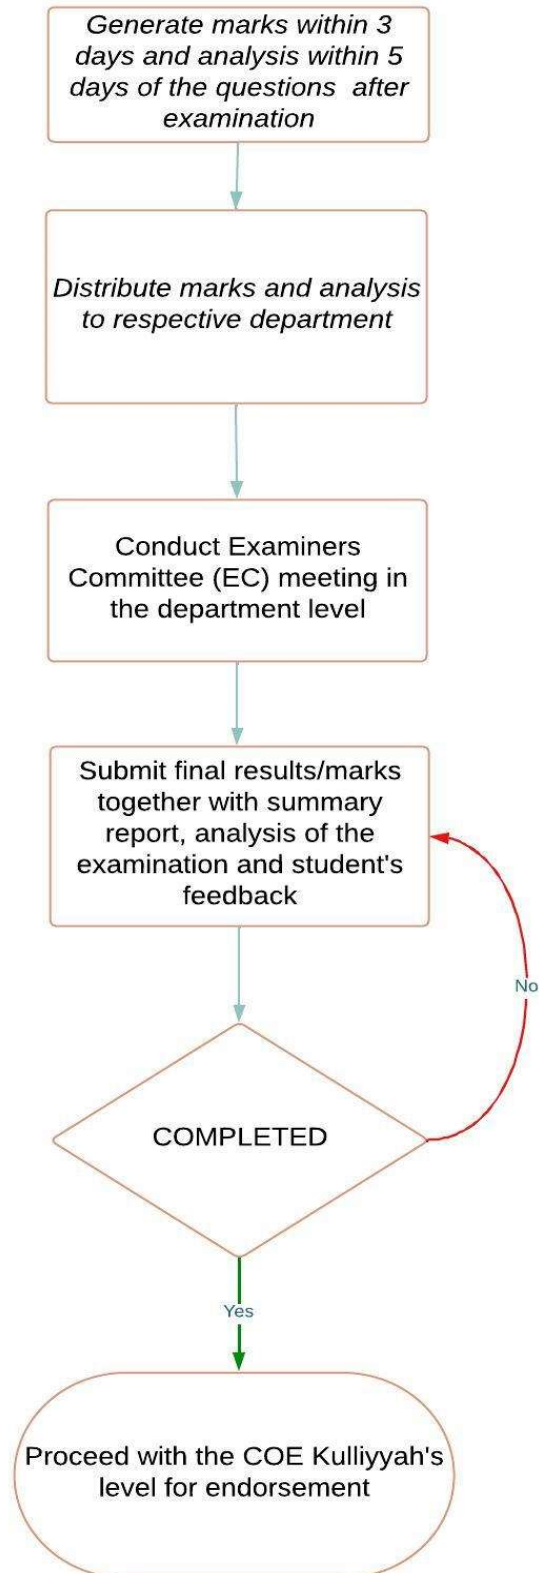 Generate marks within 3
days and analysis within 5
days of the questions after
examination
Distribute marks and analysis
to respective department
Conduct Examiners
Committee (EC) meeting in
the department level
Submit final results/marks
together with summary
report, analysis of the
examination and student's
feedback
No
COMPLETED
Yes
Proceed with the COE Kulliyyah's
level for endorsement